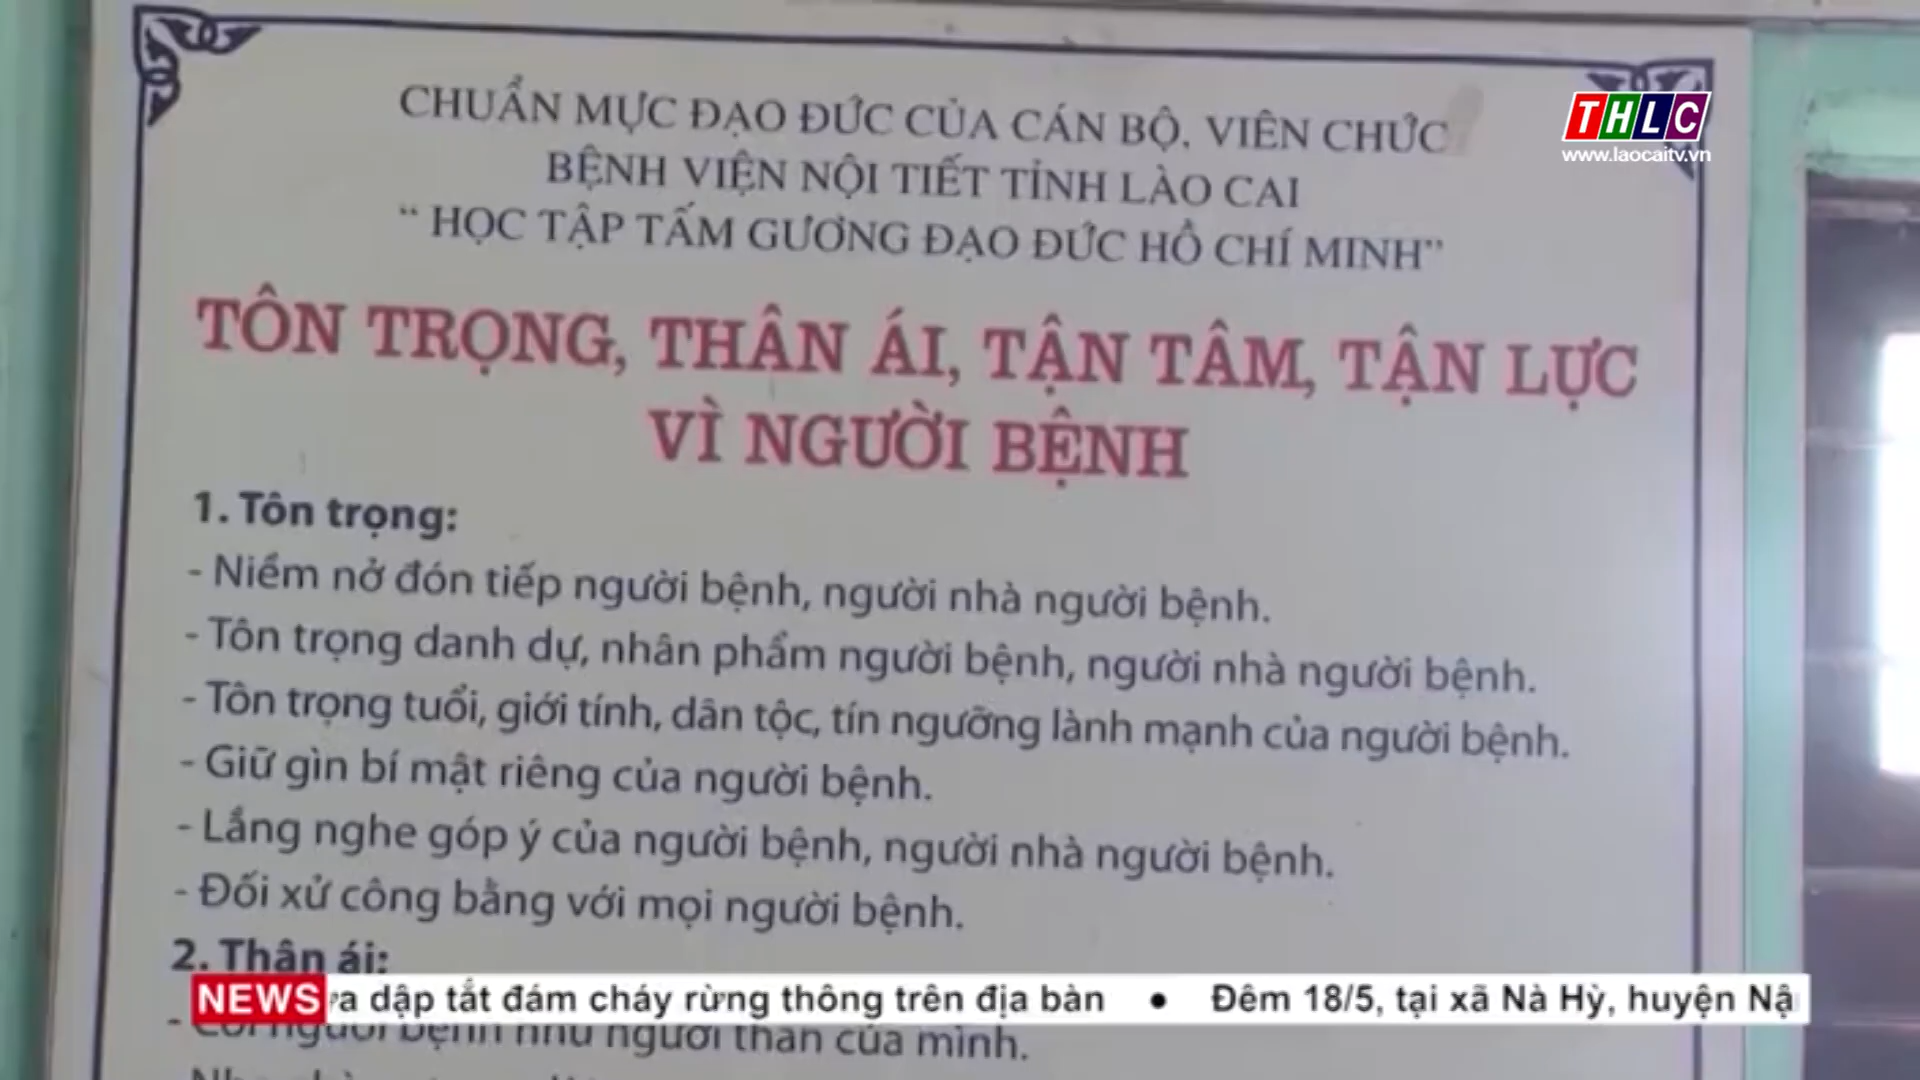 CHUẨN MỰC ĐẠO ĐỨC CỦA CÁN BỘ, VIÊN CHỨC
BỆNH VIỆN NỘI TIẾT TỈNH LÀO CAI
“ HỌC TẬP TẤM GƯƠNG ĐẠO ĐỨC HỒ CHÍ MINH”
THLC
www.laocaitv.vn
TÔN TRỌNG, THÂN ÁI, TẬN TÂM, TẬN LỰC
VÌ NGƯỜI BỆNH
1. Tôn trọng:
- Niềm nở đón tiếp người bệnh, người nhà người bệnh.
- Tôn trọng danh dự, nhân phẩm người bệnh, người nhà người bệnh.
- Tôn trọng tuổi, giới tính, dân tộc, tín ngưỡng lành mạnh của người bệnh.
- Giữ gìn bí mật riêng của người bệnh.
- Lắng nghe góp ý của người bệnh, người nhà người bệnh.
- Đối xử công bằng với mọi người bệnh.
2. Thân ái:
NEWS dập tắt đám cháy rừng thông trên địa bàn • Đêm 18/5, tại xã Nà Hỳ, huyện
- Coi người bệnh như người thân của mình.